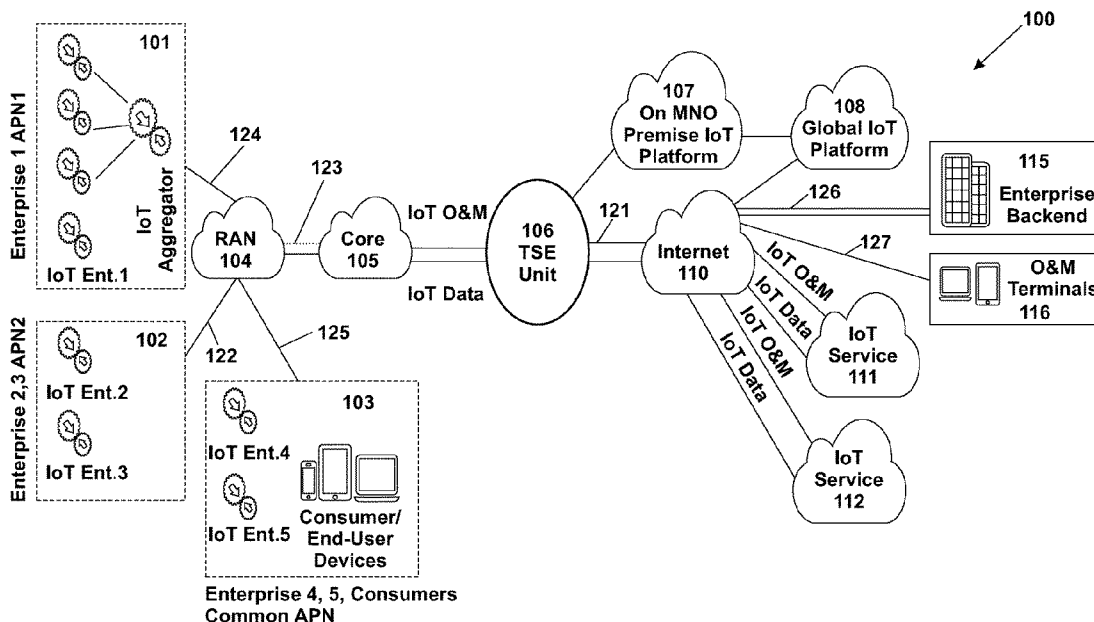 100
Enterprise 1 APN1
101
IoT
Aggregator
IoT Ent.1
124
123
RAN
104
Core
105
IoT O&M
IoT Data
106
TSE
Unit
121
107
On MNO
Premise IoT
Platform
108
Global IoT
Platform
Internet
110
126
115
Enterprise
Backend
127
O&M
Terminals
116
IoT O&M
IoT Data
IoT Service
111
IoT O&M
IoT Data
IoT
Service
112
Enterprise 2,3 APN2
102
IoT Ent.2
IoT Ent.3
122
125
103
IoT Ent.4
IoT Ent.5
Consumer/
End-User
Devices
Enterprise 4, 5, Consumers
Common APN